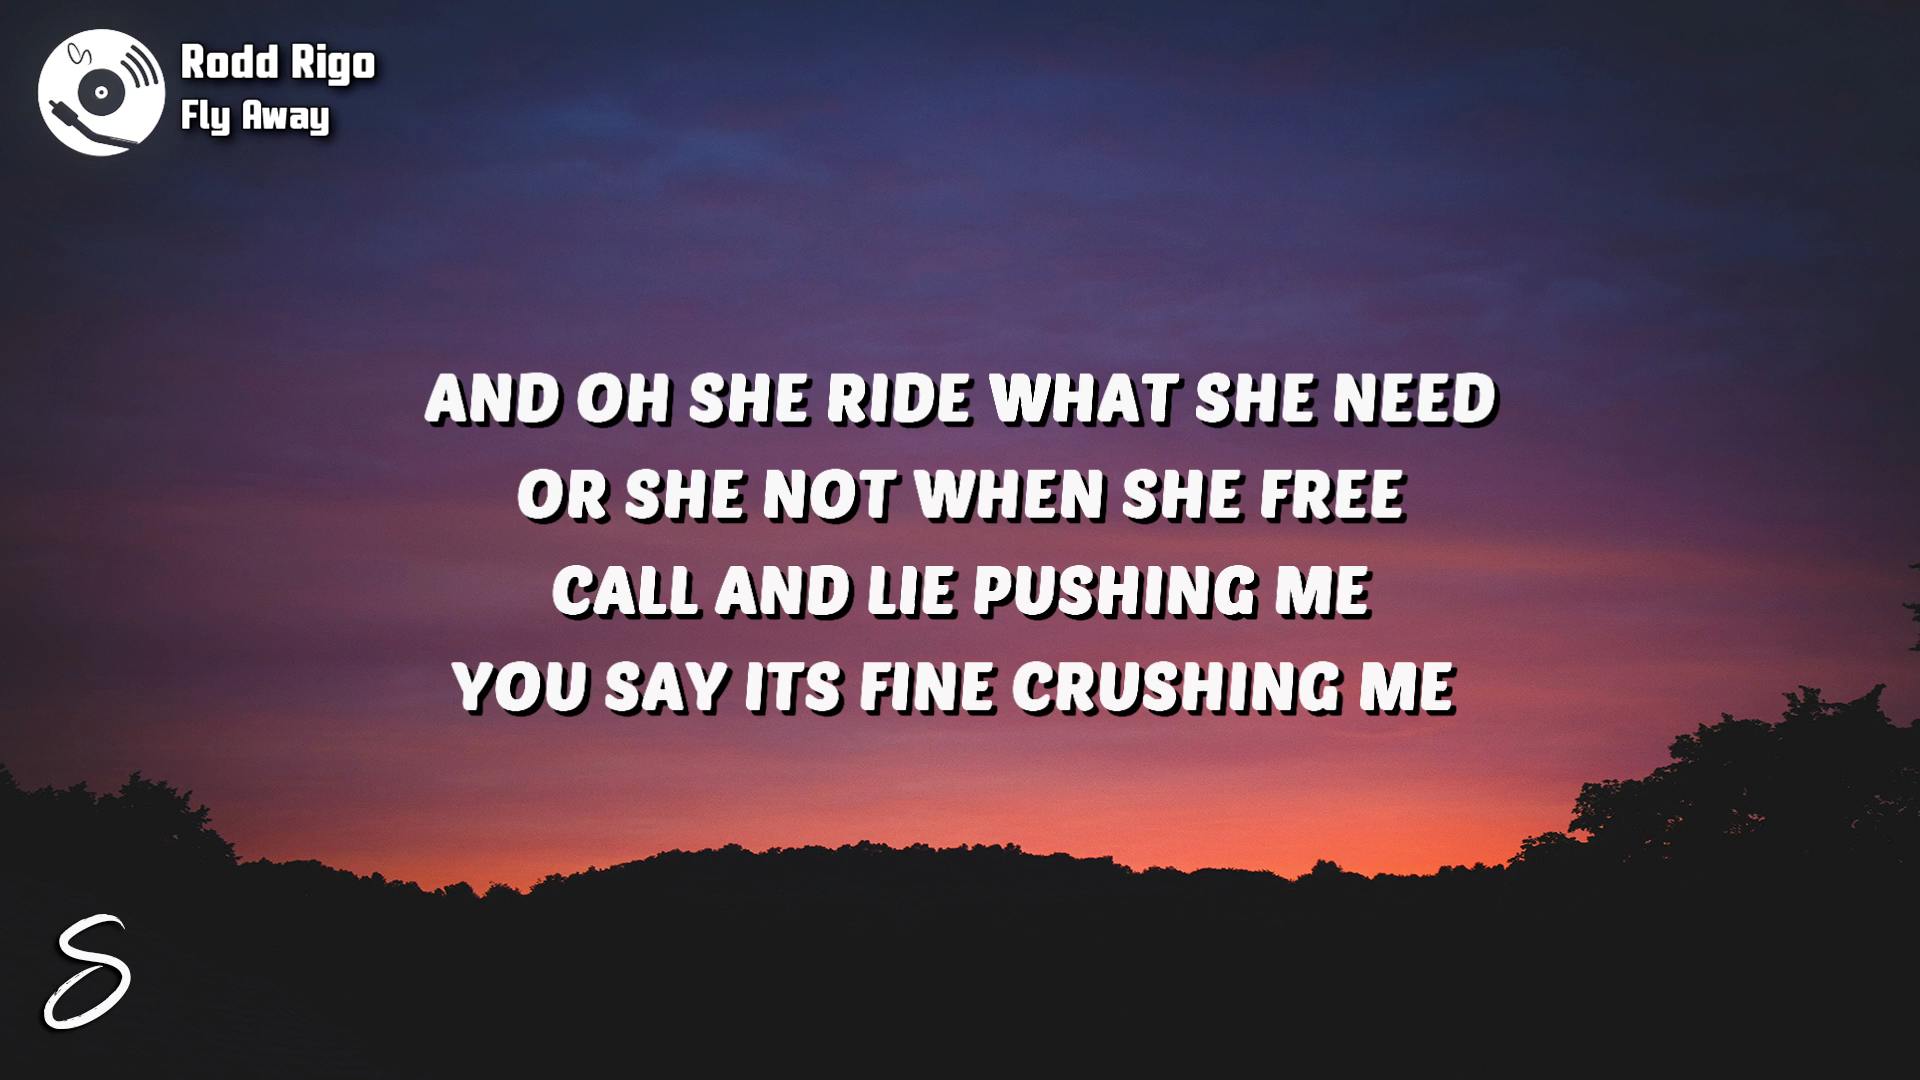 Rodd Rigo
Fly Away
AND OH SHE RIDE WHAT SHE NEED
OR SHE NOT WHEN SHE FREE
CALL AND LIE PUSHING ME
YOU SAY ITS FINE CRUSHING ME
S